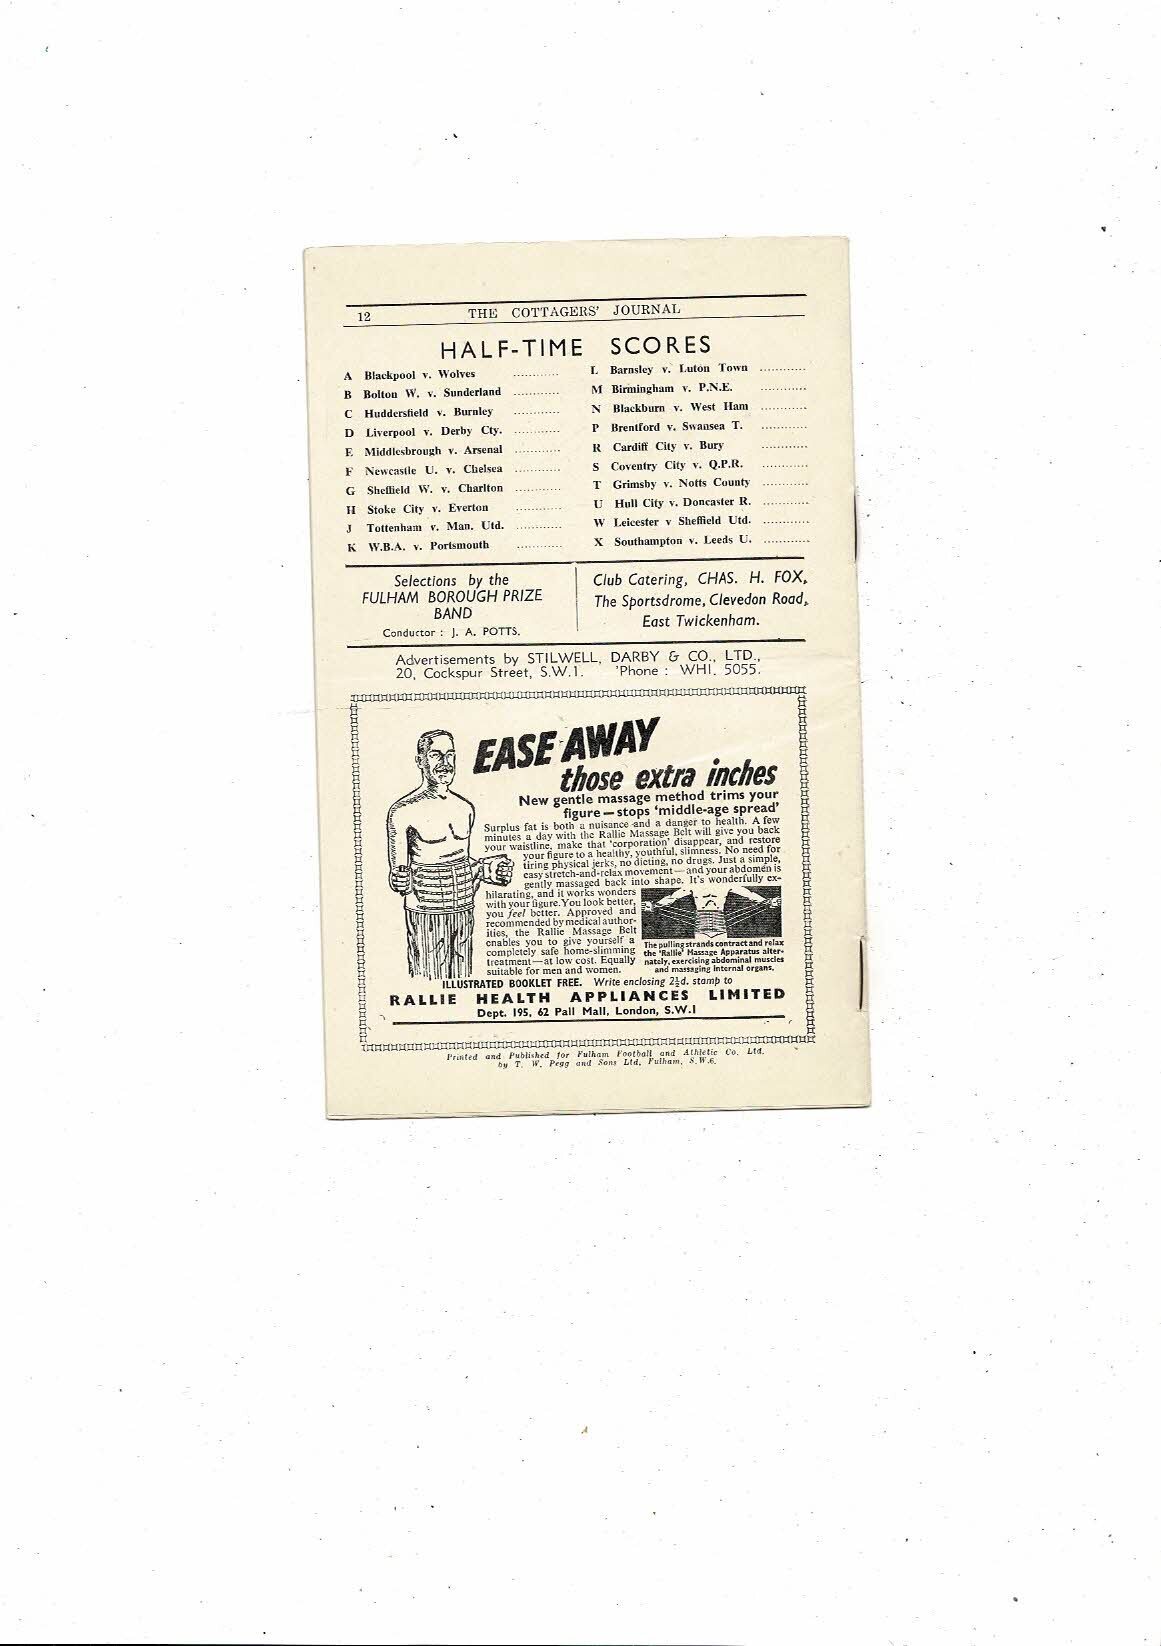 12 THE COTTAGERS' JOURNAL
HALF-TIME SCORES
A Blackpool v. Wolves ............
B Bolton W. v. Sunderland ............
C Huddersfield v. Burnley ............
D Liverpool v. Derby Cty. ............
E Middlesbrough v. Arsenal ............
F Newcastle U. v. Chelsea ............
G Sheffield W. v. Charlton ............
H Stoke City v. Everton ............
J Tottenham v. Man. Utd. ............
K W.B.A. v. Portsmouth ............
L Barnsley v. Luton Town ............
M Birmingham v. P.N.E. ............
N Blackburn v. West Ham ............
P Brentford v. Swansea T. ............
R Cardiff City v. Bury ............
S Coventry City v. Q.P.R. ............
T Grimsby v. Notts County ............
U Hull City v. Doncaster R. ............
W Leicester v Sheffield Utd. ............
X Southampton v. Leeds U. ............
Selections by the
FULHAM BOROUGH PRIZE
BAND
Conductor : J. A. POTTS.
Club Catering, CHAS. H. FOX,
The Sportsdrome, Clevedon Road,
East Twickenham.
Advertisements by STILWELL, DARBY & CO., LTD.,
20, Cockspur Street, S.W.1. 'Phone : WHI. 5055.
EASE AWAY
those extra inches
New gentle massage method trims your
figure—stops 'middle-age spread'
Surplus fat is both a nuisance and a danger to health. A few
minutes a day with the Rallie Massage Belt will give you back
your waistline, make that 'corporation' disappear, and restore
your figure to a healthy, youthful, slimness. No need for
tiring physical jerks, no dieting, no drugs. Just a simple,
easy stretch-and-relax movement—and your abdomen is
gently massaged back into shape. It's wonderfully ex-
hilarating, and it works wonders
with your figure. You look better,
you feel better. Approved and
recommended by medical author-
ities, the Rallie Massage Belt
enables you to give yourself a
completely safe home-slimming
treatment—at low cost. Equally
suitable for men and women.
The pulling strands contract and relax
the 'Rallie' Massage Apparatus alter-
nately, exercising abdominal muscles
and massaging internal organs.
ILLUSTRATED BOOKLET FREE. Write enclosing 2½d. stamp to
RALLIE HEALTH APPLIANCES LIMITED
Dept. 195, 62 Pall Mall, London, S.W.1
Printed and Published for Fulham Football and Athletic Co. Ltd.
by T. W. Pegg and Sons Ltd, Fulham, S.W.6.